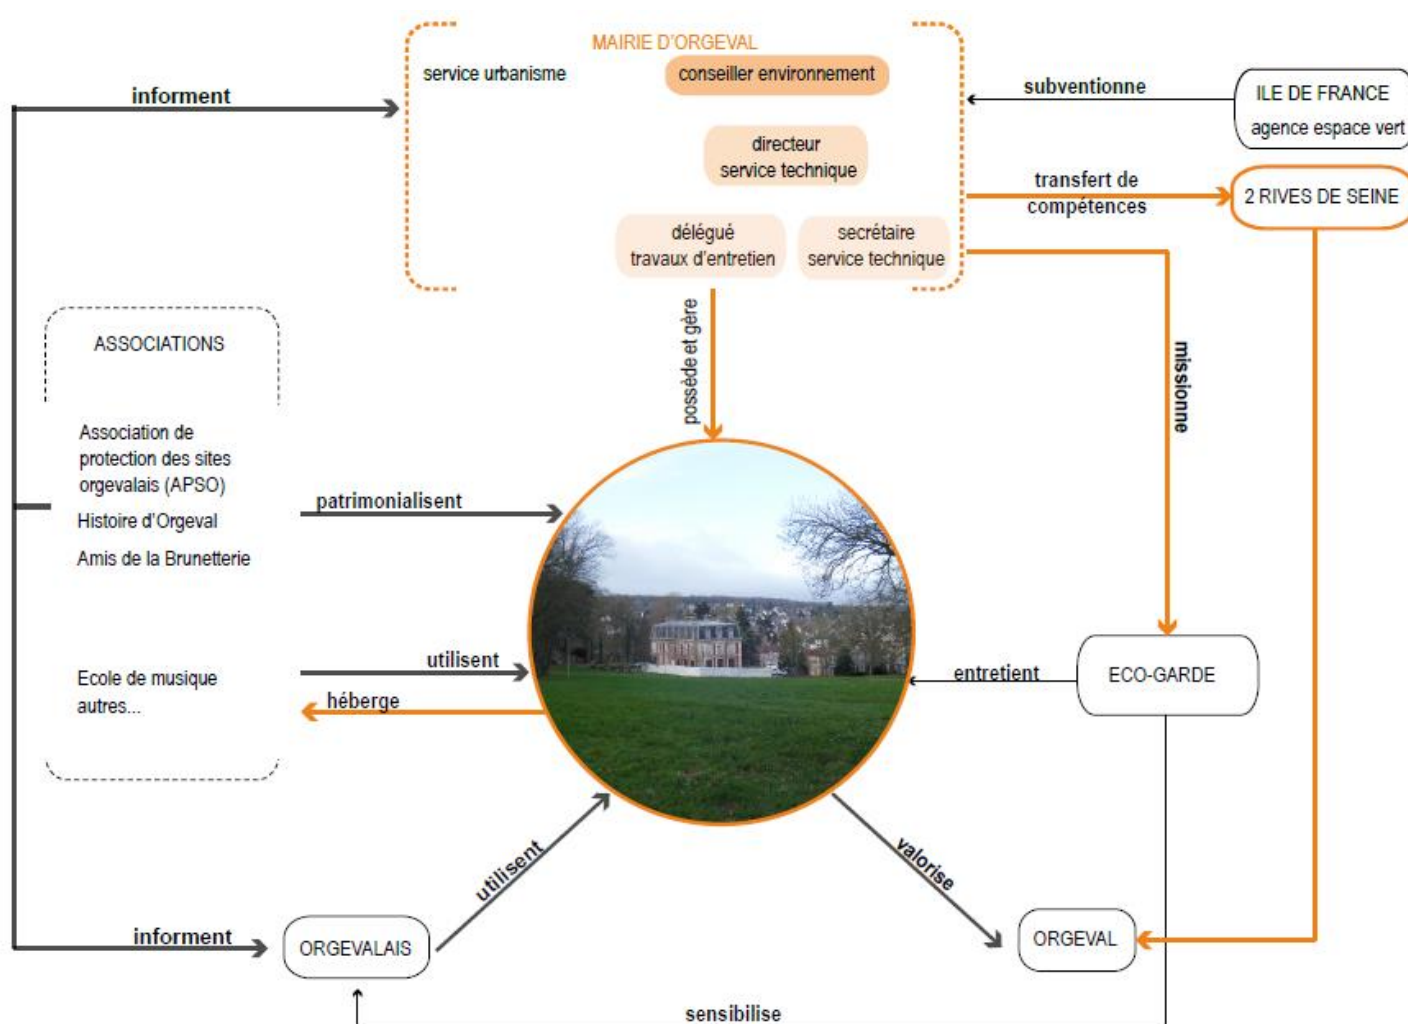 MAIRIE D'ORGEVAL
service urbanisme
conseiller environnement
directeur
service technique
délégué
travaux d'entretien
secrétaire
service technique
informent
subventionne
ILE DE FRANCE
agence espace vert
transfert de
compétences
2 RIVES DE SEINE
possède et gère
missionne
ASSOCIATIONS
Association de
protection des sites
orgevalais (APSO)
Histoire d'Orgeval
Amis de la Brunetterie
patrimonialisent
Ecole de musique
autres...
utilisent
héberge
entretient
ECO-GARDE
utilisent
valorise
informent
ORGEVALAIS
ORGEVAL
sensibilise